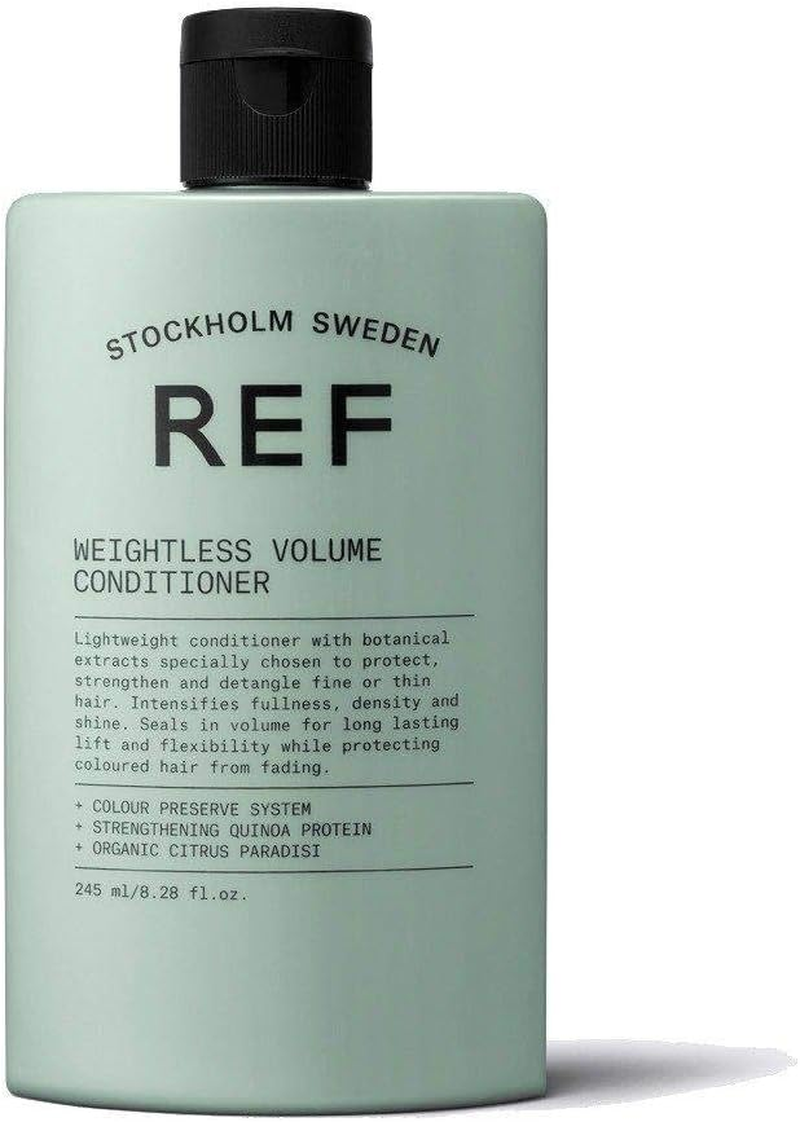 STOCKHOLM SWEDEN
REF
WEIGHTLESS VOLUME
CONDITIONER
Lightweight conditioner with botanical
extracts specially chosen to protect,
strengthen and detangle fine or thin
hair. Intensifies fullness, density and
shine. Seals in volume for long lasting
lift and flexibility while protecting
coloured hair from fading.
+ COLOUR PRESERVE SYSTEM
+ STRENGTHENING QUINOA PROTEIN
+ ORGANIC CITRUS PARADISI
245 ml/8.28 fl.oz.